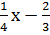 1/4 x − 2/3